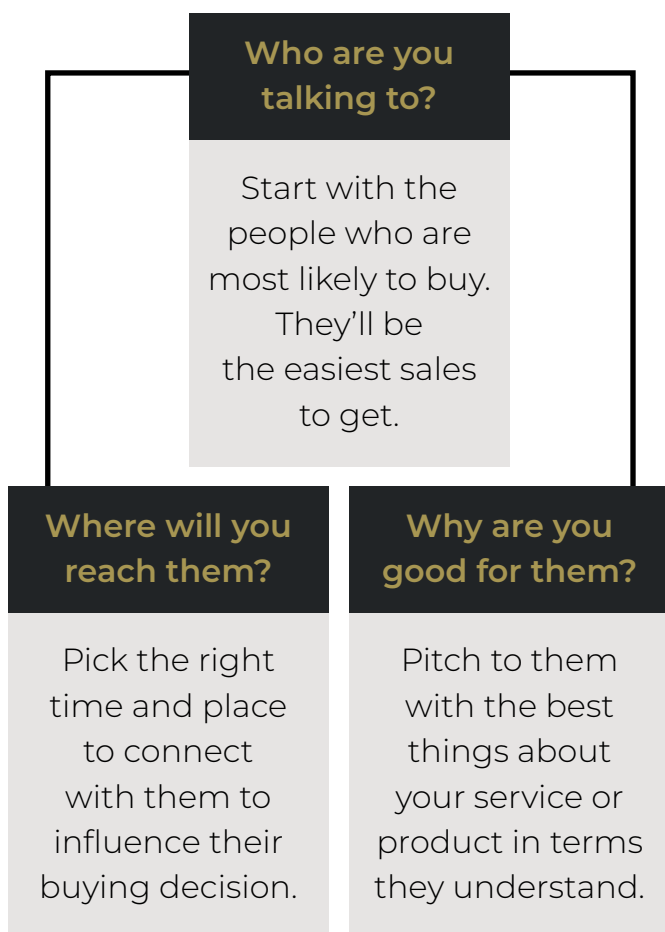 Who are you
talking to?
Start with the
people who are
most likely to buy.
They’ll be
the easiest sales
to get.
Where will you
reach them?
Pick the right
time and place
to connect
with them to
influence their
buying decision.
Why are you
good for them?
Pitch to them
with the best
things about
your service or
product in terms
they understand.